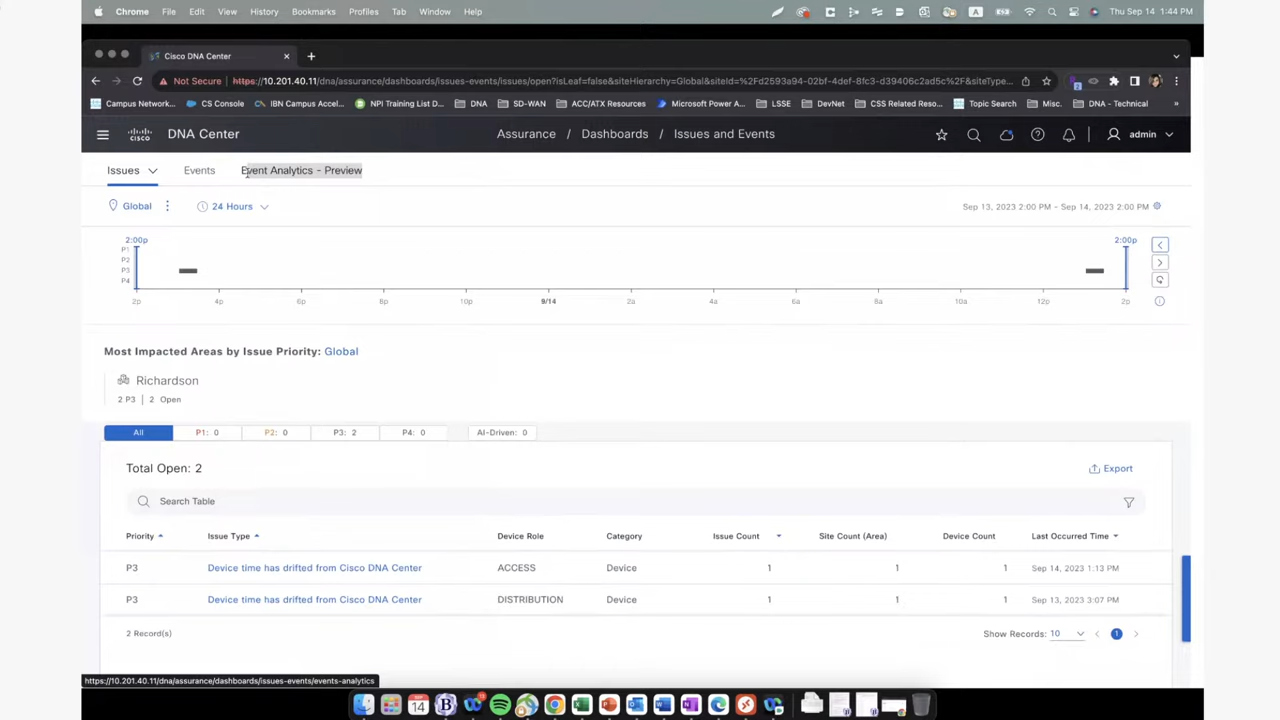 Chrome File Edit View History Bookmarks Profiles Tab Window Help A Thu Sep 14 1:44 PM
Cisco DNA Center
Not Secure https://10.201.40.11/dna/assurance/dashboards/issues-events/issues/open?isLeaf=false&siteHierarchy=Global&siteId=%2Fd2593a94-02bf-4def-8fc3-d39406c2ad5c%2F&siteType...
Campus Network... CS Console IBN Campus Accel... NPI Training List D... DNA SD-WAN ACC/ATX Resources Microsoft Power A... LSSE DevNet CSS Related Reso... Topic Search Misc. DNA - Technical »
cisco DNA Center Assurance / Dashboards / Issues and Events admin
Issues Events Event Analytics - Preview
Global 24 Hours Sep 13, 2023 2:00 PM - Sep 14, 2023 2:00 PM
2:00p 2:00p
P1
P2
P3
P4
2p 4p 6p 8p 10p 9/14 2a 4a 6a 8a 10a 12p 2p
Most Impacted Areas by Issue Priority: Global
Richardson
2 P3 | 2 Open
All P1: 0 P2: 0 P3: 2 P4: 0 AI-Driven: 0
Total Open: 2 Export
Search Table
Priority Issue Type Device Role Category Issue Count Site Count (Area) Device Count Last Occurred Time
P3 Device time has drifted from Cisco DNA Center ACCESS Device 1 1 1 Sep 14, 2023 1:13 PM
P3 Device time has drifted from Cisco DNA Center DISTRIBUTION Device 1 1 1 Sep 13, 2023 3:07 PM
2 Record(s) Show Records: 10 1
https://10.201.40.11/dna/assurance/dashboards/issues-events/events-analytics
SEP
14